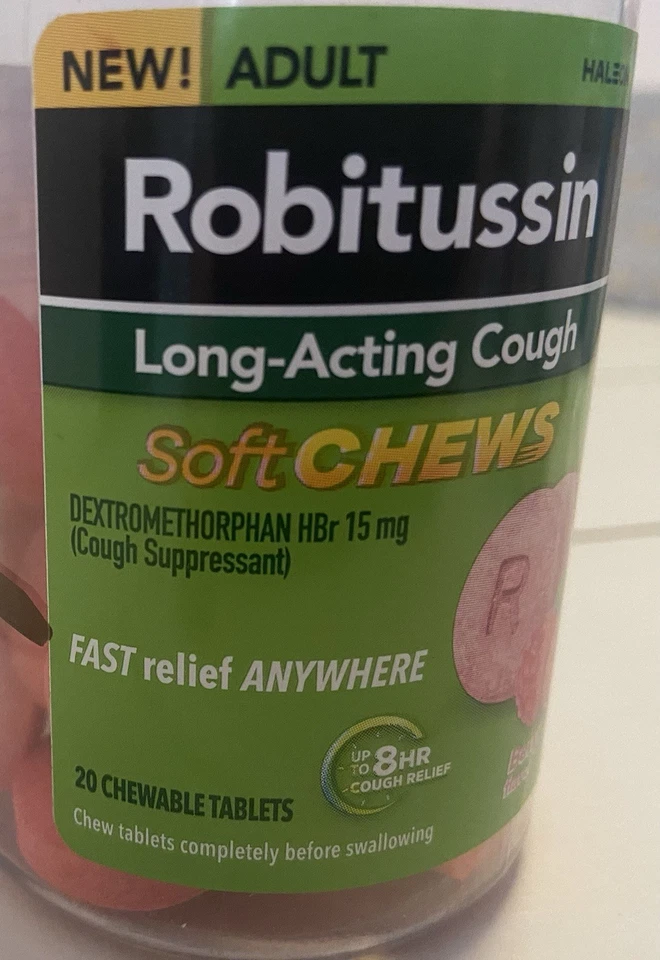 NEW! ADULT
Robitussin
Long-Acting Cough
Soft CHEWS
DEXTROMETHORPHAN HBr 15 mg
(Cough Suppressant)
R
FAST relief ANYWHERE
UP TO 8HR
COUGH RELIEF
20 CHEWABLE TABLETS
Chew tablets completely before swallowing